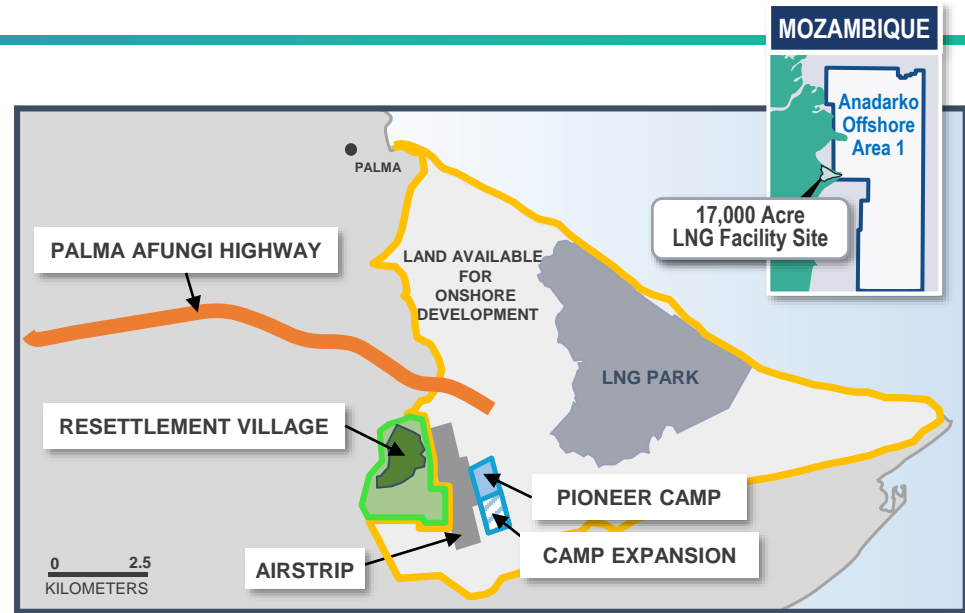 MOZAMBIQUE
Anadarko
Offshore
Area 1
17,000 Acre
LNG Facility Site
PALMA
PALMA AFUNGI HIGHWAY
LAND AVAILABLE
FOR
ONSHORE
DEVELOPMENT
LNG PARK
RESETTLEMENT VILLAGE
PIONEER CAMP
CAMP EXPANSION
AIRSTRIP
0 2.5
KILOMETERS